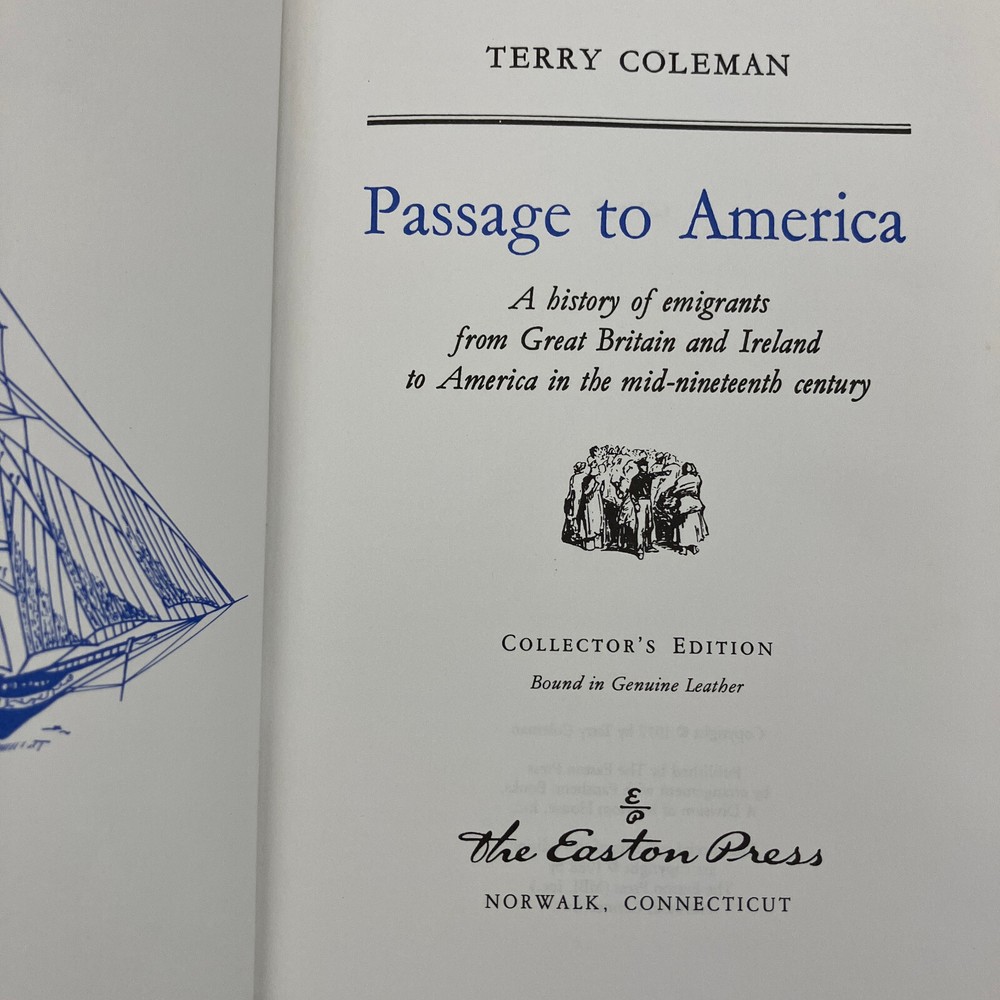 TERRY COLEMAN
Passage to America
A history of emigrants
from Great Britain and Ireland
to America in the mid-nineteenth century
COLLECTOR'S EDITION
Bound in Genuine Leather
E
P
The Easton Press
NORWALK, CONNECTICUT